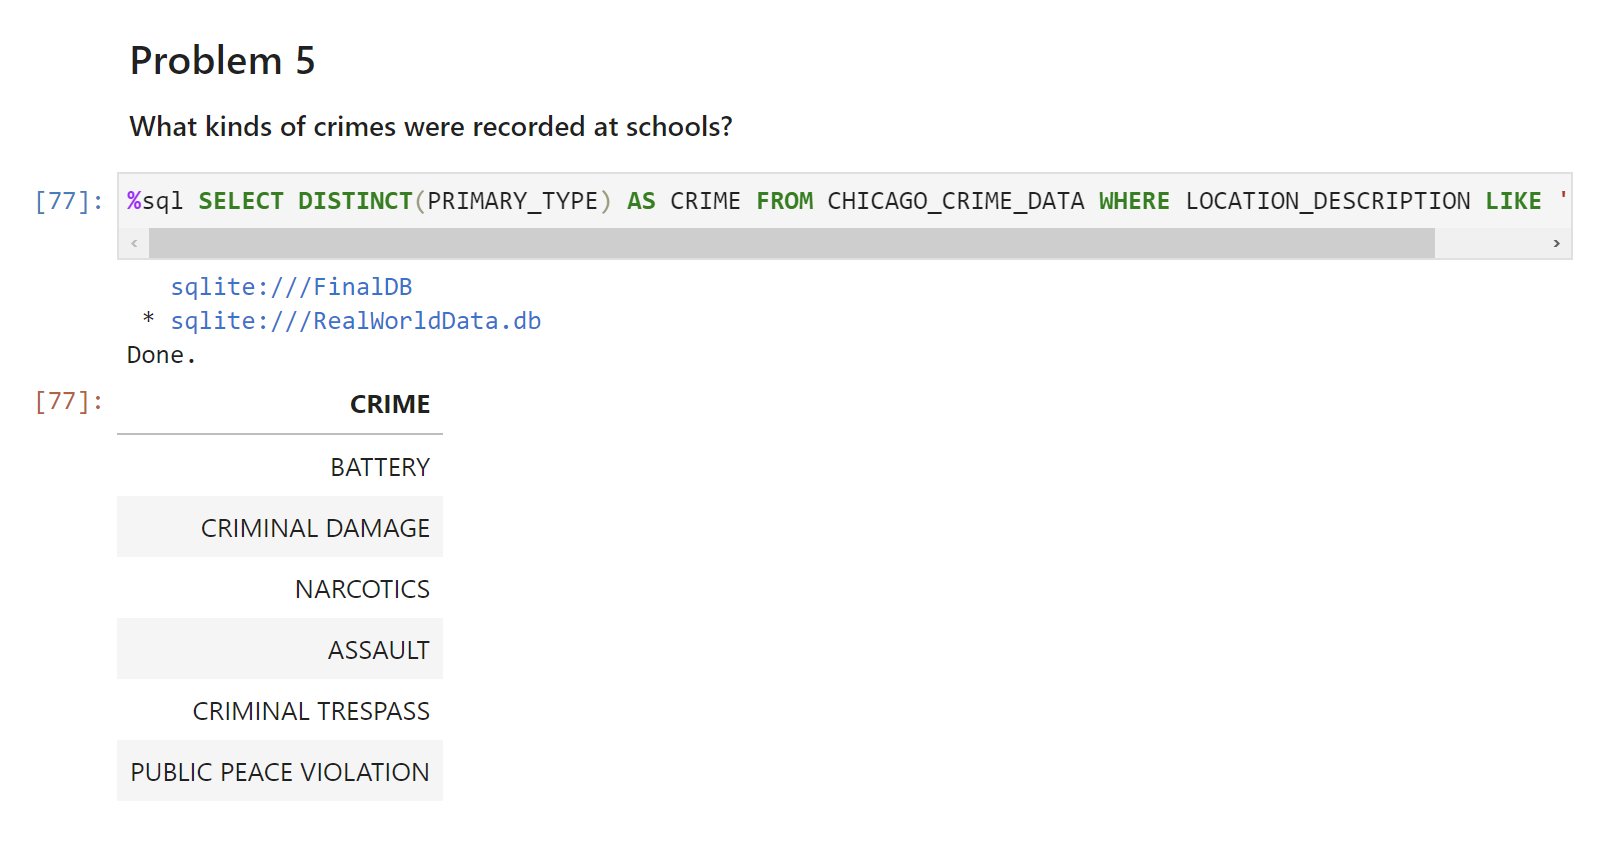 Problem 5
What kinds of crimes were recorded at schools?
[77]: %sql SELECT DISTINCT(PRIMARY_TYPE) AS CRIME FROM CHICAGO_CRIME_DATA WHERE LOCATION_DESCRIPTION LIKE '
sqlite:///FinalDB
* sqlite:///RealWorldData.db
Done.
[77]: CRIME
BATTERY
CRIMINAL DAMAGE
NARCOTICS
ASSAULT
CRIMINAL TRESPASS
PUBLIC PEACE VIOLATION